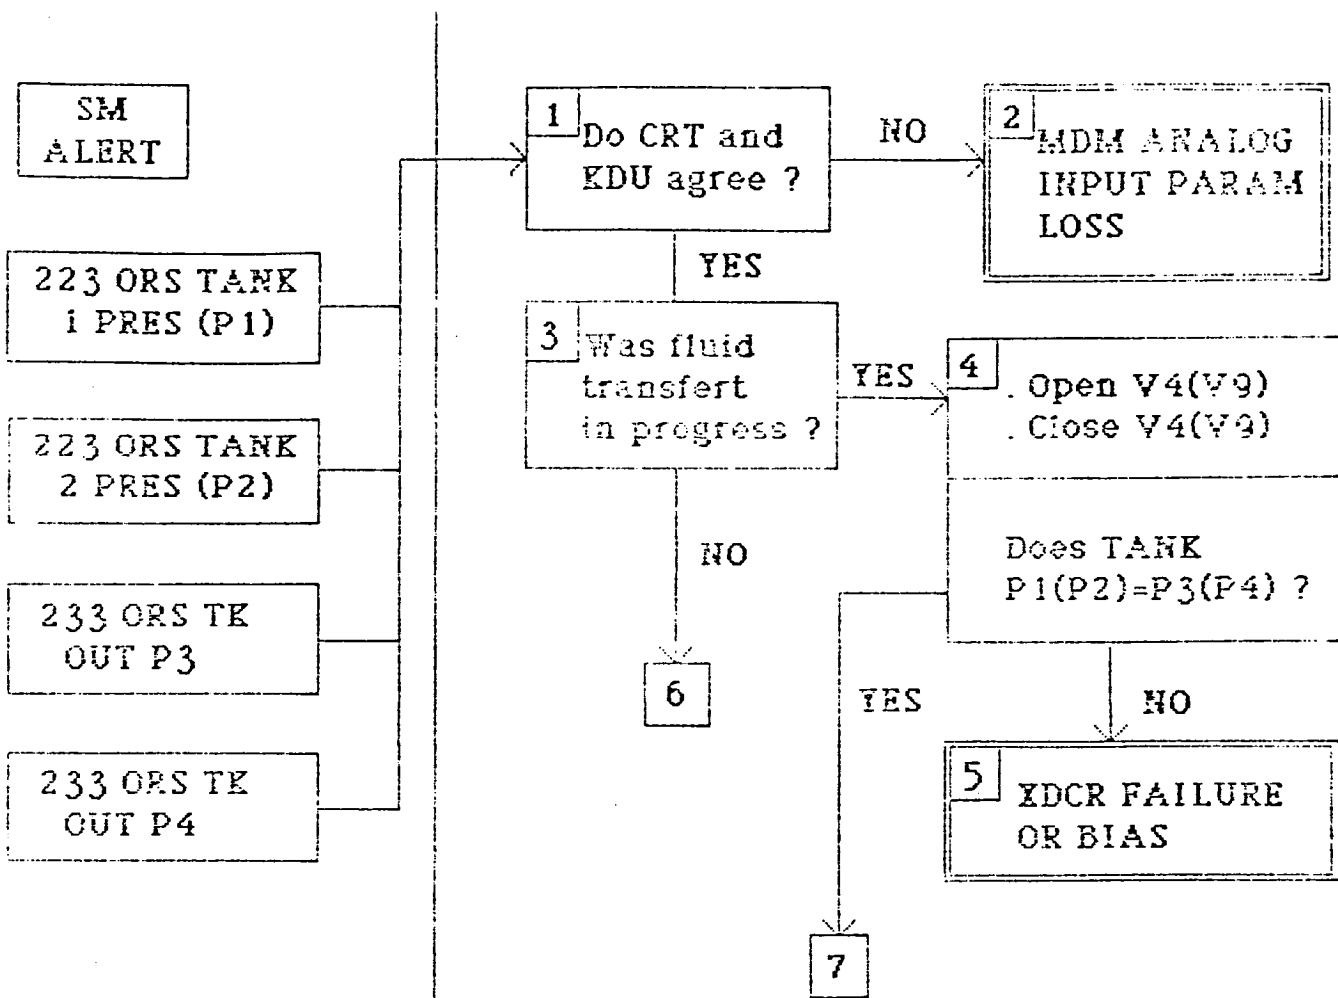 SM
ALERT
223 ORS TANK
1 PRES (P1)
223 ORS TANK
2 PRES (P2)
233 ORS TK
OUT P3
233 ORS TK
OUT P4
1
Do CRT and
KDU agree ?
NO
2
MDM ANALOG
INPUT PARAM
LOSS
YES
3
Was fluid
transfert
in progress ?
YES
4
. Open V4(V9)
. Close V4(V9)
Does TANK
P1(P2)=P3(P4) ?
NO
6
YES
NO
5
XDCR FAILURE
OR BIAS
7